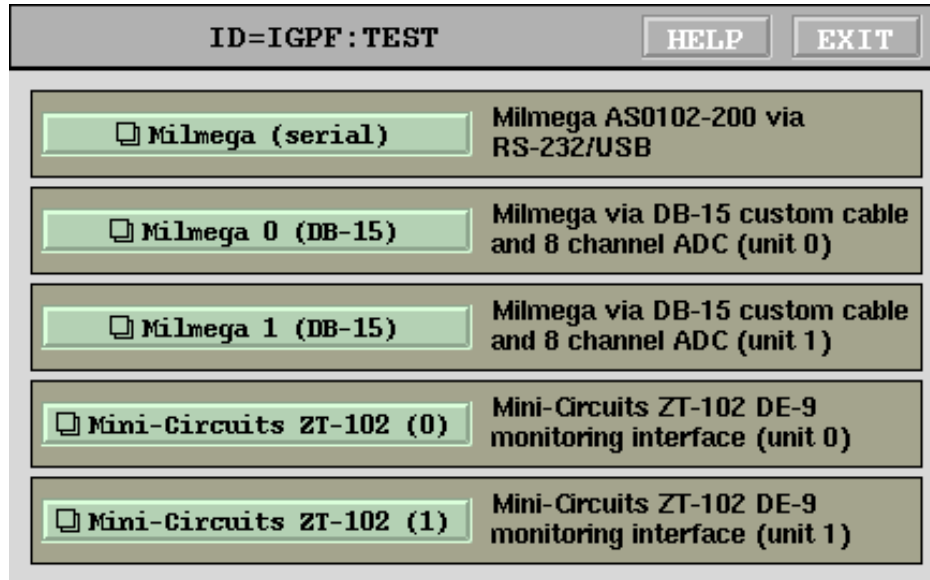 ID=IGPF:TEST
HELP
EXIT
Milmega (serial)
Milmega AS0102-200 via
RS-232/USB
Milmega 0 (DB-15)
Milmega via DB-15 custom cable
and 8 channel ADC (unit 0)
Milmega 1 (DB-15)
Milmega via DB-15 custom cable
and 8 channel ADC (unit 1)
Mini-Circuits ZT-102 (0)
Mini-Circuits ZT-102 DE-9
monitoring interface (unit 0)
Mini-Circuits ZT-102 (1)
Mini-Circuits ZT-102 DE-9
monitoring interface (unit 1)